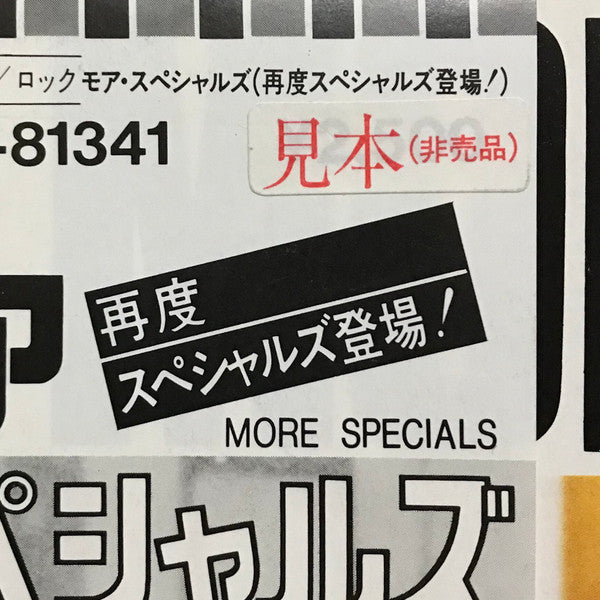 /ロック モア・スペシャルズ(再度スペシャルズ登場!)
-81341
見本(非売品)
再度
スペシャルズ登場!
ア
MORE SPECIALS
ペシャルズ